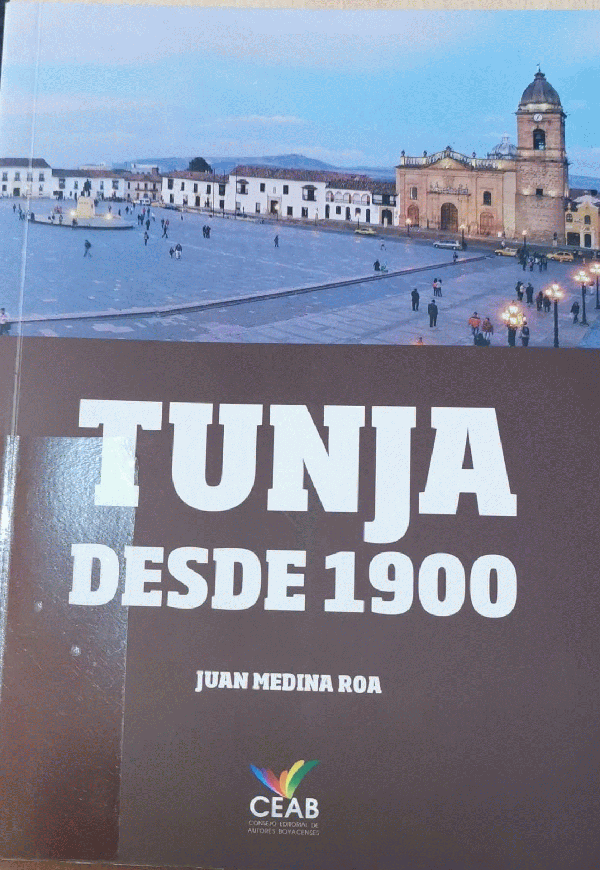 TUNJA
DESDE 1900
JUAN MEDINA ROA
CEAB
CONSEJO EDITORIAL DE
AUTORES BOYACENSES